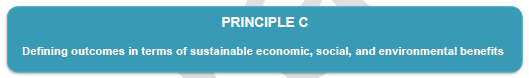 PRINCIPLE C
Defining outcomes in terms of sustainable economic, social, and environmental benefits